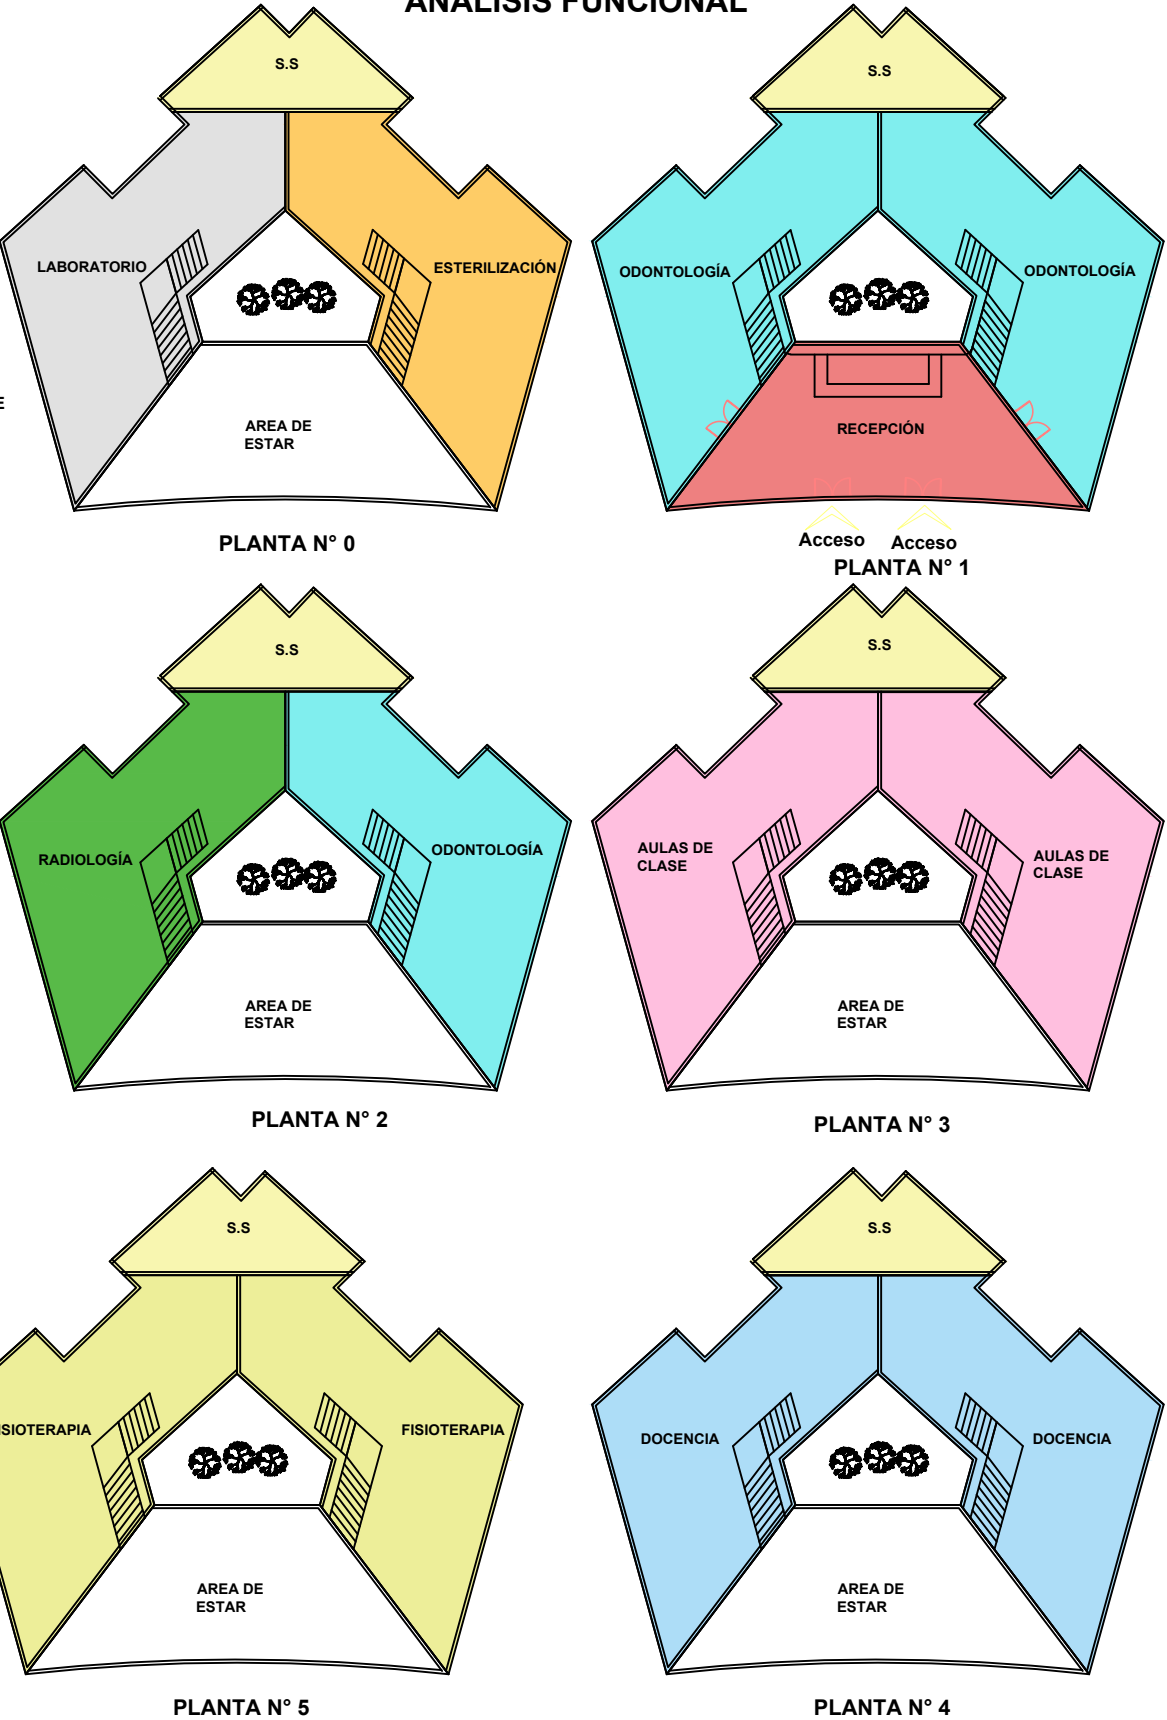 ANALISIS FUNCIONAL
S.S
LABORATORIO
ESTERILIZACIÓN
AREA DE
ESTAR
PLANTA N° 0
S.S
ODONTOLOGÍA
ODONTOLOGÍA
RECEPCIÓN
Acceso
Acceso
PLANTA N° 1
E
S.S
RADIOLOGÍA
ODONTOLOGÍA
AREA DE
ESTAR
PLANTA N° 2
S.S
AULAS DE
CLASE
AULAS DE
CLASE
AREA DE
ESTAR
PLANTA N° 3
S.S
ISIOTERAPIA
FISIOTERAPIA
AREA DE
ESTAR
PLANTA N° 5
S.S
DOCENCIA
DOCENCIA
AREA DE
ESTAR
PLANTA N° 4